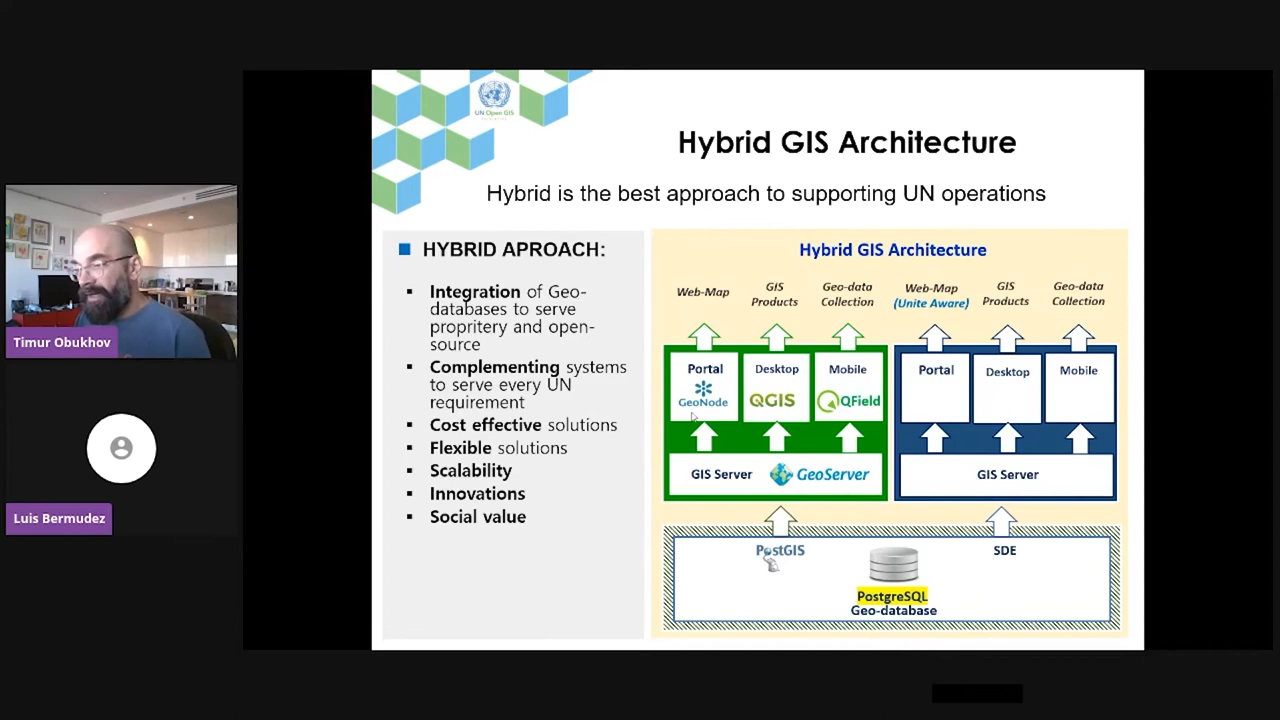 UN Open GIS
Hybrid GIS Architecture
Hybrid is the best approach to supporting UN operations
HYBRID APROACH:
Integration of Geo-
databases to serve
propritery and open-
source
Complementing systems
to serve every UN
requirement
Cost effective solutions
Flexible solutions
Scalability
Innovations
Social value
Hybrid GIS Architecture
Web-Map
GIS
Products
Geo-data
Collection
Web-Map
(Unite Aware)
GIS
Products
Geo-data
Collection
Portal
GeoNode
Desktop
QGIS
Mobile
QField
Portal
Desktop
Mobile
GIS Server
GeoServer
GIS Server
PostGIS
SDE
PostgreSQL
Geo-database
Timur Obukhov
Luis Bermudez